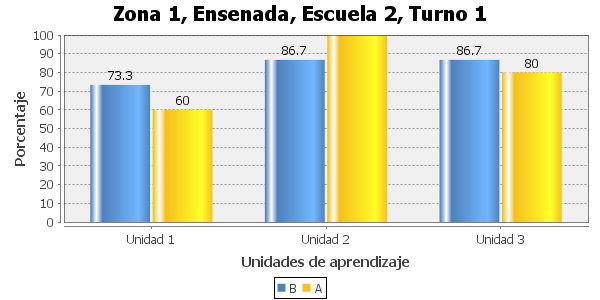 Zona 1, Ensenada, Escuela 2, Turno 1
Porcentaje
100
90
80
70
60
50
40
30
20
10
0
73.3
60
86.7
86.7
80
Unidad 1
Unidad 2
Unidad 3
Unidades de aprendizaje
B A